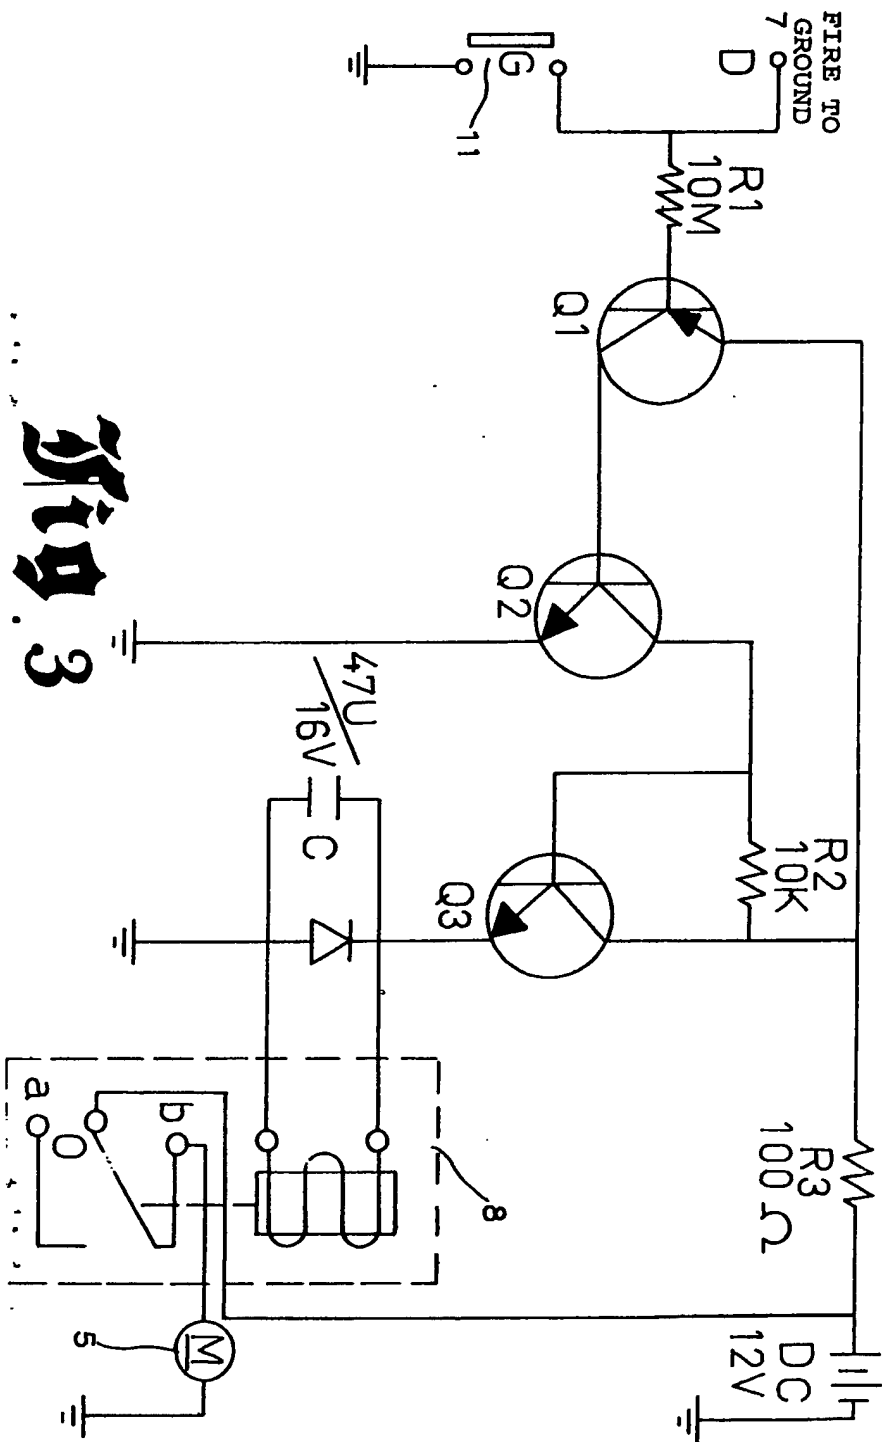 FIRE TO
GROUND
7
D
G
11
R1
10M
Q1
Q2
R2
10K
Q3
47U
16V
C
R3
100Ω
DC
12V
8
a
O
b
M
5
Fig. 3